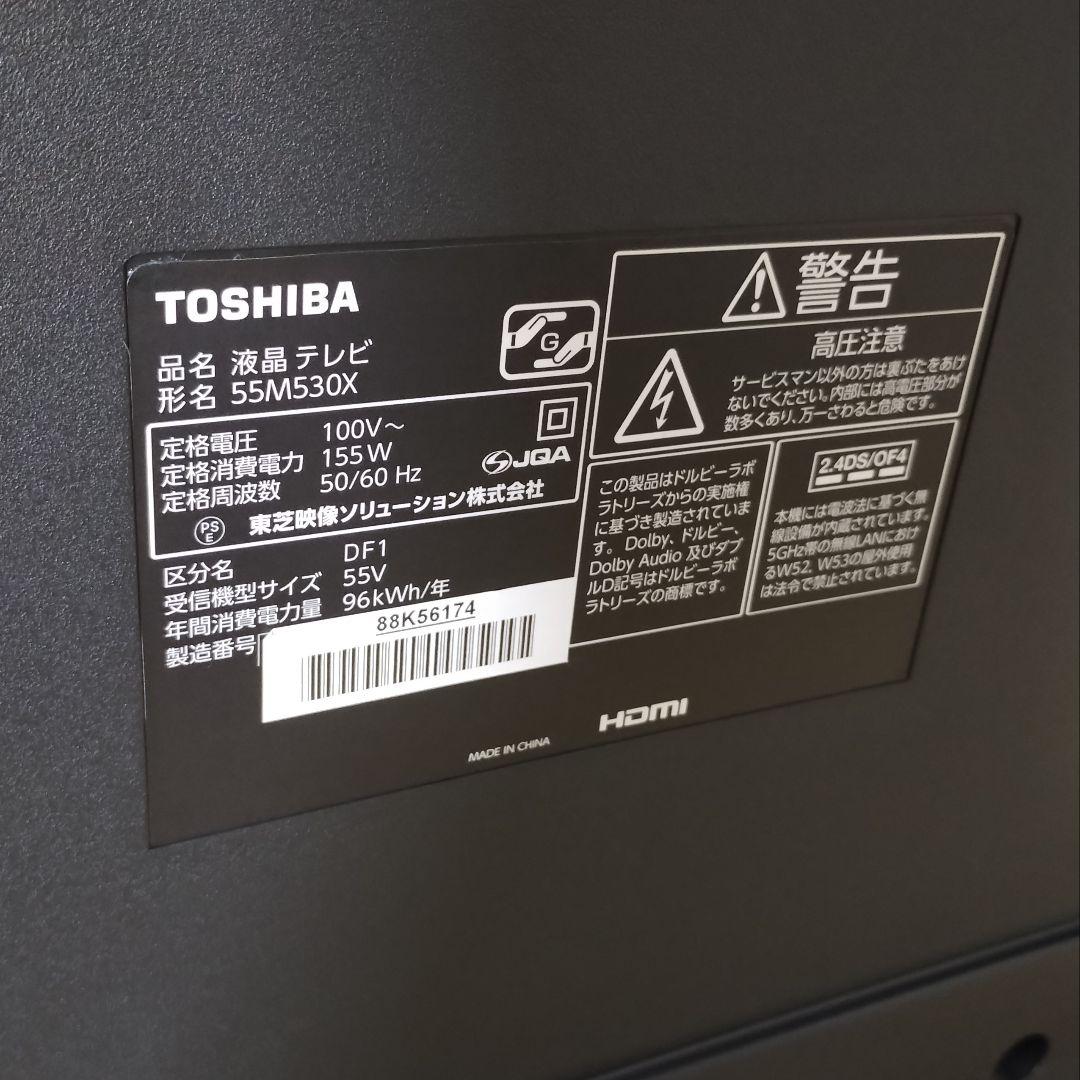 TOSHIBA
品名 液晶テレビ
形名 55M530X
G
定格電圧 100V～
定格消費電力 155W
定格周波数 50/60 Hz
JQA
PS
E
東芝映像ソリューション株式会社
区分名 DF1
受信機型サイズ 55V
年間消費電力量 96kWh/年
製造番号
88K56174
警告
高圧注意
サービスマン以外の方は裏ぶたをあけ
ないでください。内部には高電圧部分が
数多くあり、万一さわると危険です。
この製品はドルビーラボ
ラトリーズからの実施権
に基づき製造されていま
す。Dolby、ドルビー、
Dolby Audio 及びダブ
ルD記号はドルビーラボ
ラトリーズの商標です。
2.4DS/OF4
本機には電波法に基づく無
線設備が内蔵されています。
5GHz帯の無線LANにおけ
るW52、W53の屋外使用
は法令で禁止されています。
HDMI
MADE IN CHINA